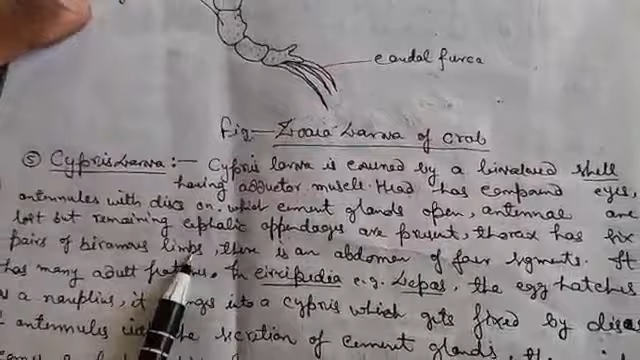 caudal furca
Fig:— Zoaea Larva of Crab
⑤ Cypris Larva :— Cypris larva is covered by a bivalved shell
having adductor muscle. Head has compound eyes,
antennules with discs on which cement glands open, antennae are
lost but remaining cephalic appendages are present, thorax has six
pairs of biramous limbs, there is an abdomen of four segments. It
has many adult . In cirripedia e.g. Lepas, the egg hatches
as a nauplius, it into a cypris which gets fixed by discs
antennules the secretion of cement glands